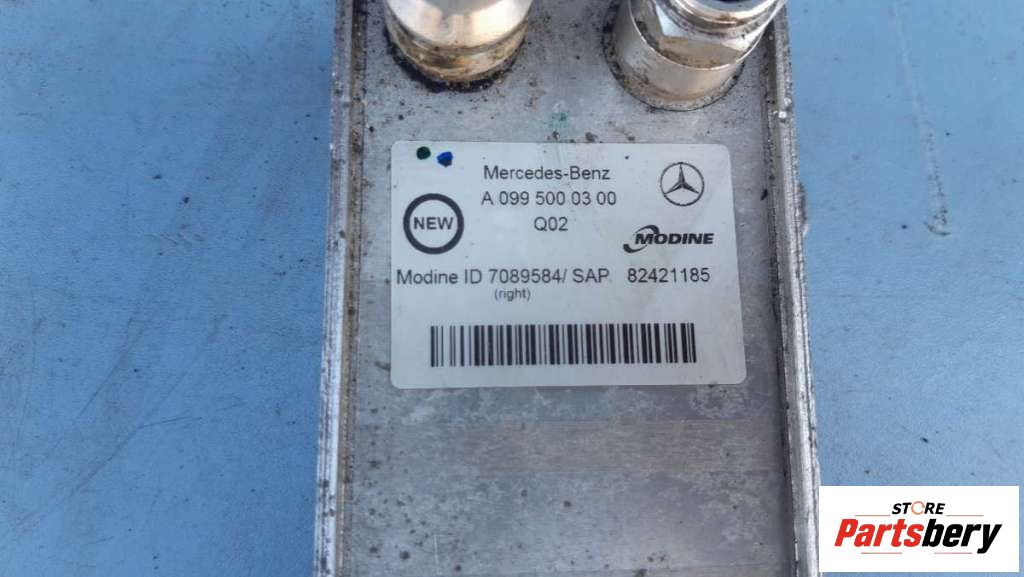 Mercedes-Benz
A 099 500 03 00
NEW
Q02
MODINE
Modine ID 7089584/ SAP 82421185
(right)
STORE
Partsbery